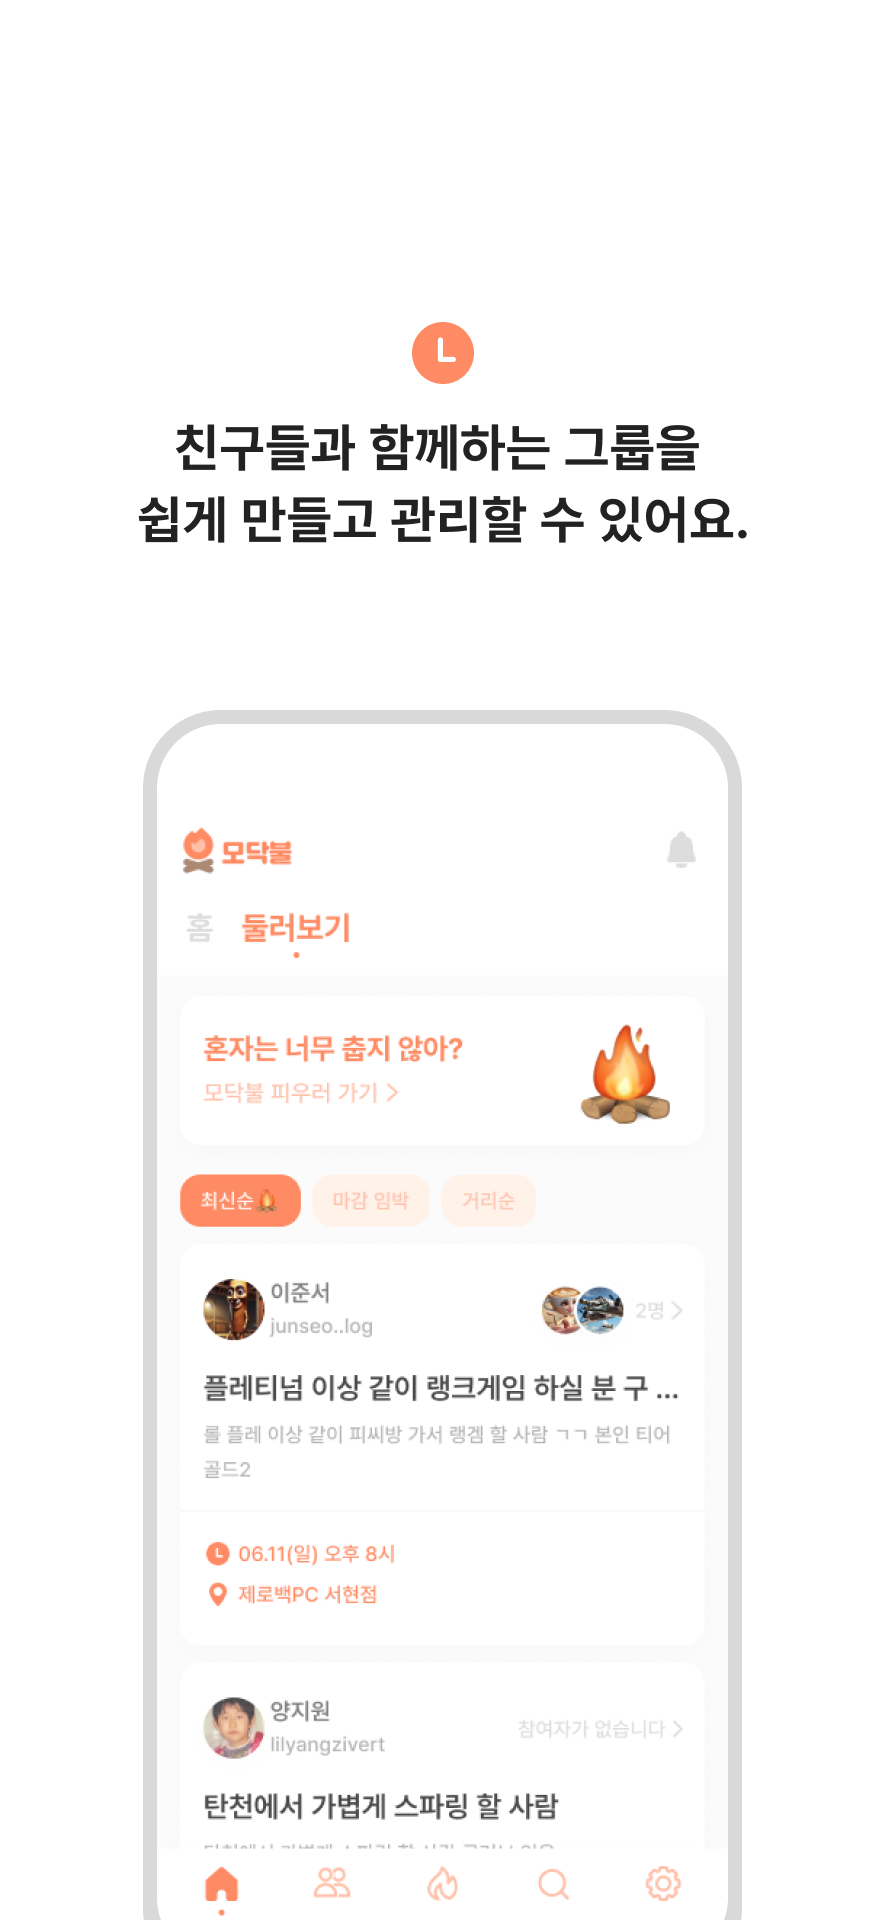 친구들과 함께하는 그룹을
쉽게 만들고 관리할 수 있어요.
모닥불
홈 둘러보기
혼자는 너무 춥지 않아?
모닥불 피우러 가기 >
최신순🔥 마감 임박 거리순
이준서
junseo..log
2명 >
플레티넘 이상 같이 랭크게임 하실 분 구 ...
롤 플레 이상 같이 피씨방 가서 랭겜 할 사람 ㄱㄱ 본인 티어
골드2
06.11(일) 오후 8시
제로백PC 서현점
양지원
lilyangzivert
참여자가 없습니다 >
탄천에서 가볍게 스파링 할 사람